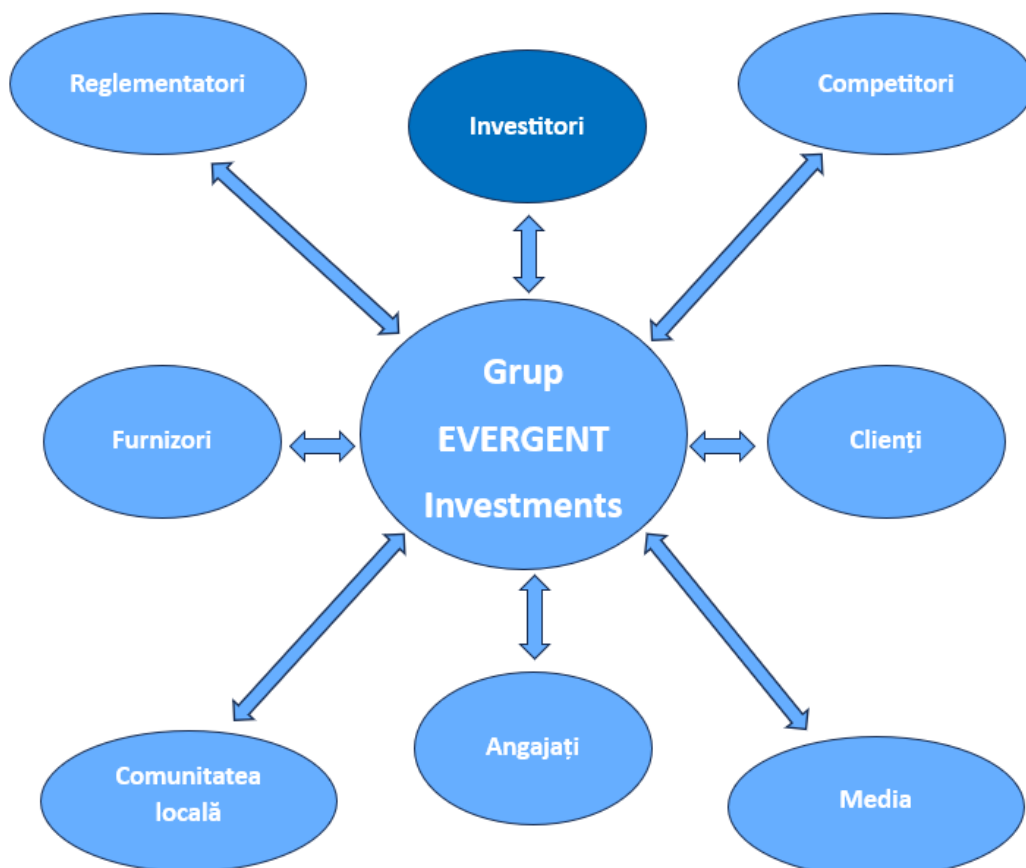 Reglementatori
Investitori
Competitori
Grup
EVERGENT
Investments
Furnizori
Clienți
Comunitatea
locală
Angajați
Media